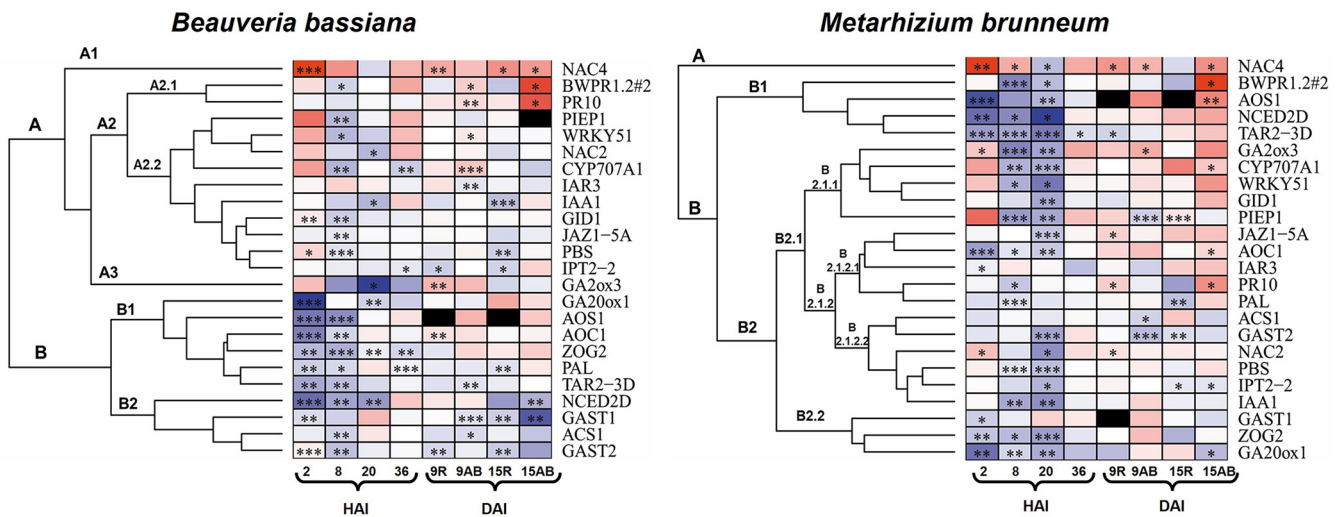 Beauveria bassiana
A1
A
A2
A2.1
A2.2
A3
B
B1
B2
*** ** * * NAC4
* * * BWPR1.2#2
** * PR10
** PIEP1
* * WRKY51
* NAC2
** ** *** CYP707A1
** IAR3
* *** IAA1
** ** GID1
** JAZ1-5A
* *** ** PBS
* * * IPT2-2
* ** GA2ox3
*** ** GA20ox1
*** *** AOS1
*** ** ** AOC1
** *** ** ** ZOG2
** * *** ** PAL
** ** ** TAR2-3D
*** ** ** ** NCED2D
** *** ** ** GAST1
** * ACS1
*** ** ** ** GAST2
2 8 20 36 9R 9AB 15R 15AB
HAI DAI
Metarhizium brunneum
A
B
B1
B2
B2.1
B
2.1.1
B
2.1.2
B
2.1.2.1
B
2.1.2.2
B2.2
** * * * * * NAC4
*** * * BWPR1.2#2
*** ** ** AOS1
** * * NCED2D
*** *** *** * * TAR2-3D
* *** ** * GA2ox3
** *** * CYP707A1
* * WRKY51
** GID1
*** ** *** *** PIEP1
*** * JAZ1-5A
*** * ** * AOC1
* IAR3
* * * PR10
*** ** PAL
* ACS1
** *** ** GAST2
* * * NAC2
*** *** PBS
* * * IPT2-2
** ** IAA1
* GAST1
** * *** ZOG2
** ** ** * GA20ox1
2 8 20 36 9R 9AB 15R 15AB
HAI DAI